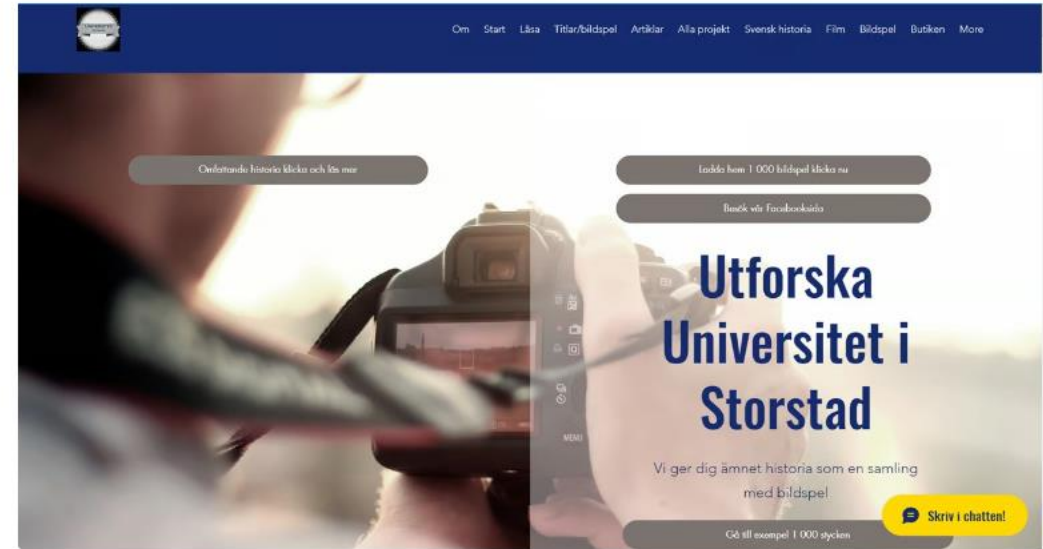 Om Start Läsa Titlar/bildspel Artiklar Alla projekt Svensk historia Film Bildspel Butiken More
Omfattande historia klicka och läs mer
Ladda hem 1 000 bildspel klicka nu
Besök vår Facebooksida
Utforska
Universitet i
Storstad
Vi ger dig ämnet historia som en samling
med bildspel
Gå till exempel 1 000 stycken
Skriv i chatten!
MENU